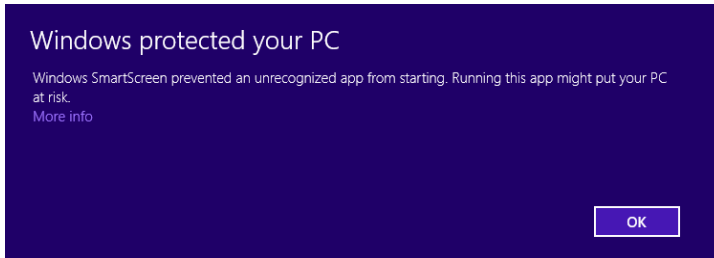 Windows protected your PC
Windows SmartScreen prevented an unrecognized app from starting. Running this app might put your PC
at risk.
More info
OK